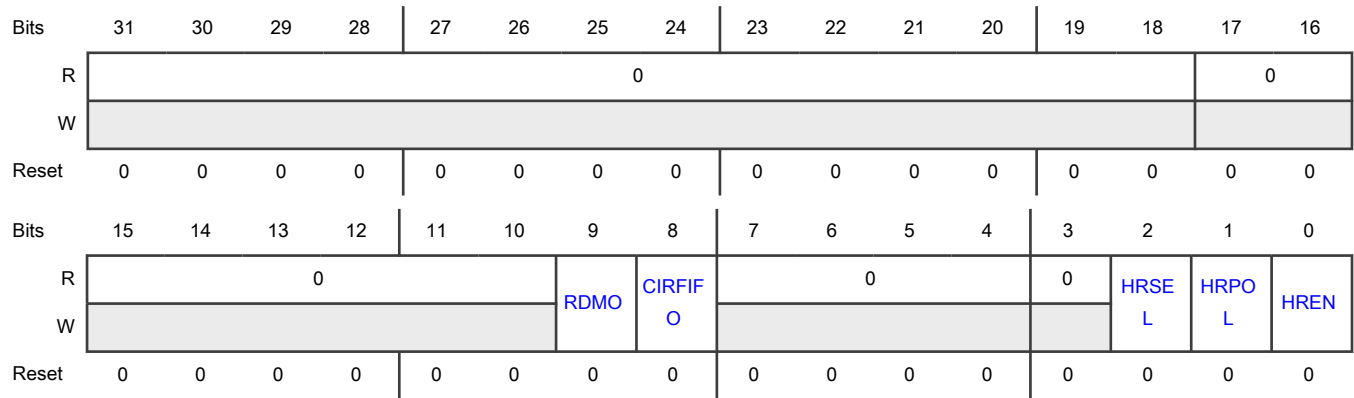 Bits 31 30 29 28 27 26 25 24 23 22 21 20 19 18 17 16
R 0 0
W
Reset 0 0 0 0 0 0 0 0 0 0 0 0 0 0 0 0
Bits 15 14 13 12 11 10 9 8 7 6 5 4 3 2 1 0
R 0 RDMO CIRFIF 0 0 HRSE HRPO HREN
W O L L
Reset 0 0 0 0 0 0 0 0 0 0 0 0 0 0 0 0